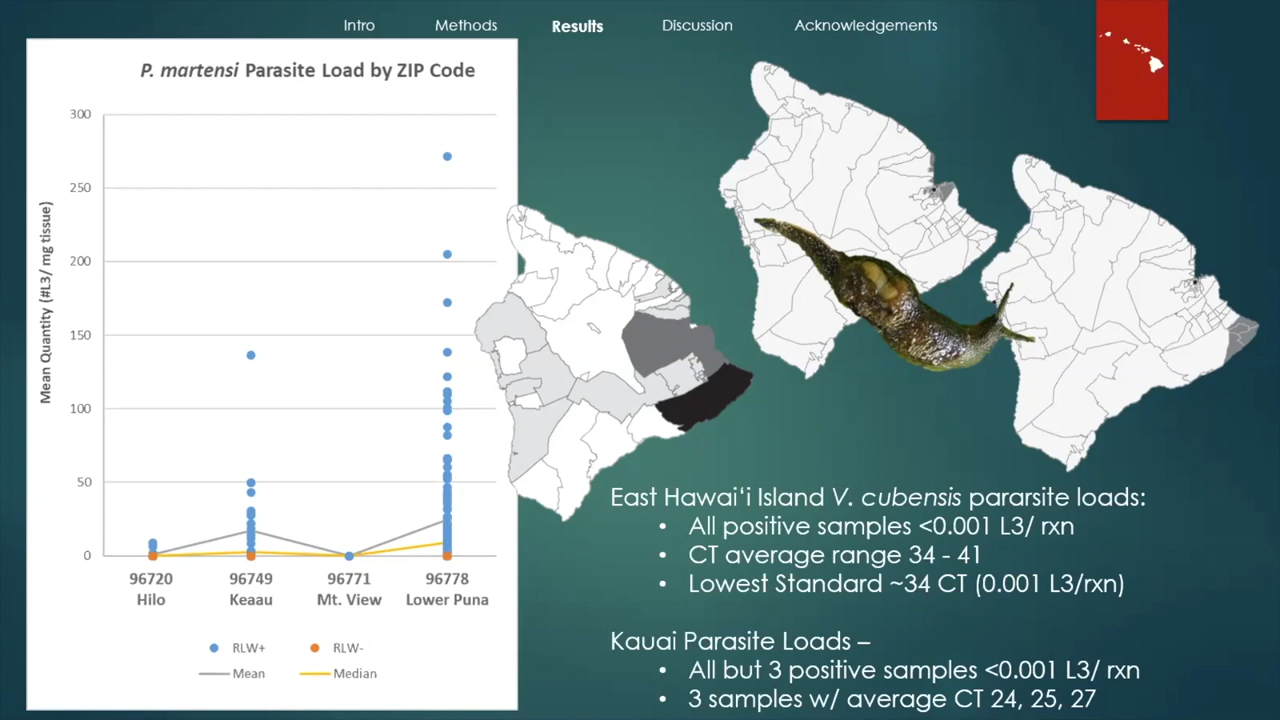 Intro Methods Results Discussion Acknowledgements
P. martensi Parasite Load by ZIP Code
Mean Quantity (#L3/ mg tissue)
300
250
200
150
100
50
0
96720 96749 96771 96778
Hilo Keaau Mt. View Lower Puna
RLW+ RLW-
Mean Median
East Hawaiʻi Island V. cubensis pararsite loads:
• All positive samples <0.001 L3/ rxn
• CT average range 34 - 41
• Lowest Standard ~34 CT (0.001 L3/rxn)
Kauai Parasite Loads –
• All but 3 positive samples <0.001 L3/ rxn
• 3 samples w/ average CT 24, 25, 27